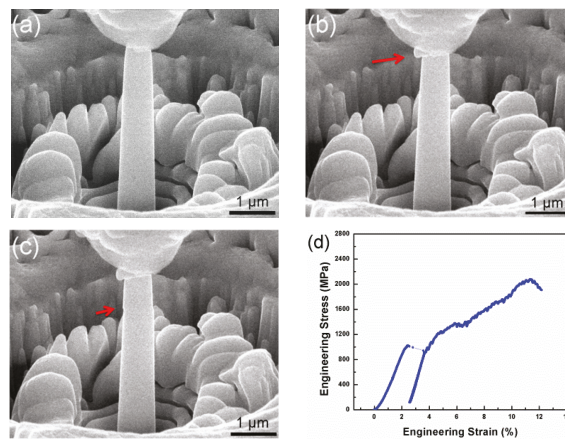 (a)
1 μm
(b)
1 μm
(c)
1 μm
(d)
Engineering Stress (MPa)
2800
2400
2000
1600
1200
800
400
0
0 2 4 6 8 10 12
Engineering Strain (%)